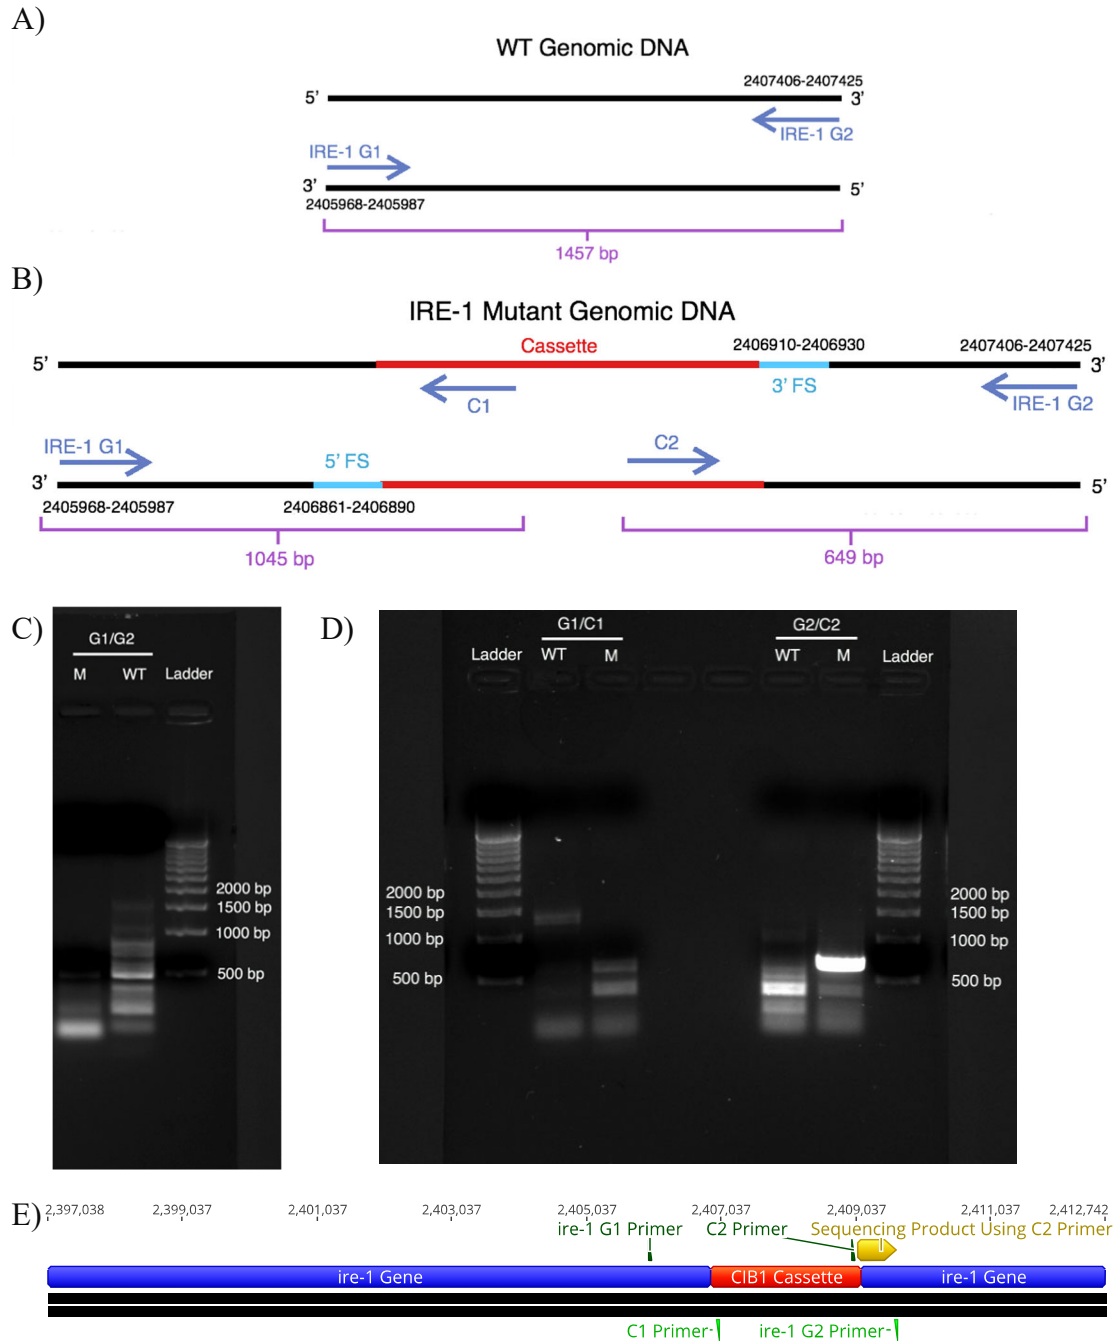 A)
WT Genomic DNA
2407406-2407425
5’ 3’
IRE-1 G2
IRE-1 G1
3’ 5’
2405968-2405987
1457 bp
B)
IRE-1 Mutant Genomic DNA
Cassette 2406910-2406930 2407406-2407425
5’ 3’
3’ FS
C1 IRE-1 G2
IRE-1 G1 5’ FS C2
3’ 5’
2405968-2405987 2406861-2406890
1045 bp 649 bp
C)
G1/G2
M WT Ladder
2000 bp
1500 bp
1000 bp
500 bp
D)
G1/C1 G2/C2
Ladder WT M WT M Ladder
2000 bp 2000 bp
1500 bp 1500 bp
1000 bp 1000 bp
500 bp 500 bp
E)
2,397,038 2,399,037 2,401,037 2,403,037 2,405,037 2,407,037 2,409,037 2,411,037 2,412,742
ire-1 G1 Primer C2 Primer Sequencing Product Using C2 Primer
ire-1 Gene CIB1 Cassette ire-1 Gene
C1 Primer ire-1 G2 Primer